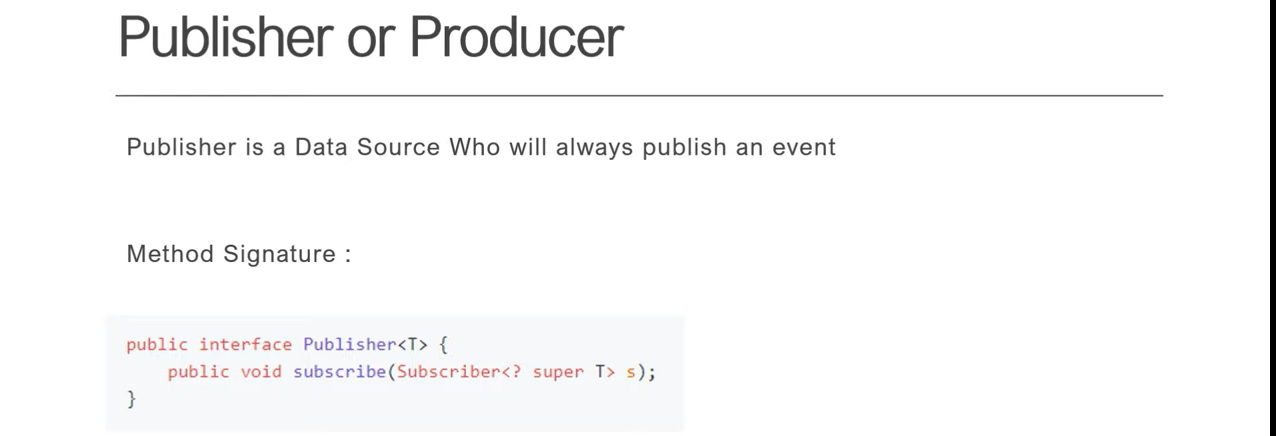 Publisher or Producer
Publisher is a Data Source Who will always publish an event
Method Signature :
public interface Publisher<T> {
    public void subscribe(Subscriber<? super T> s);
}